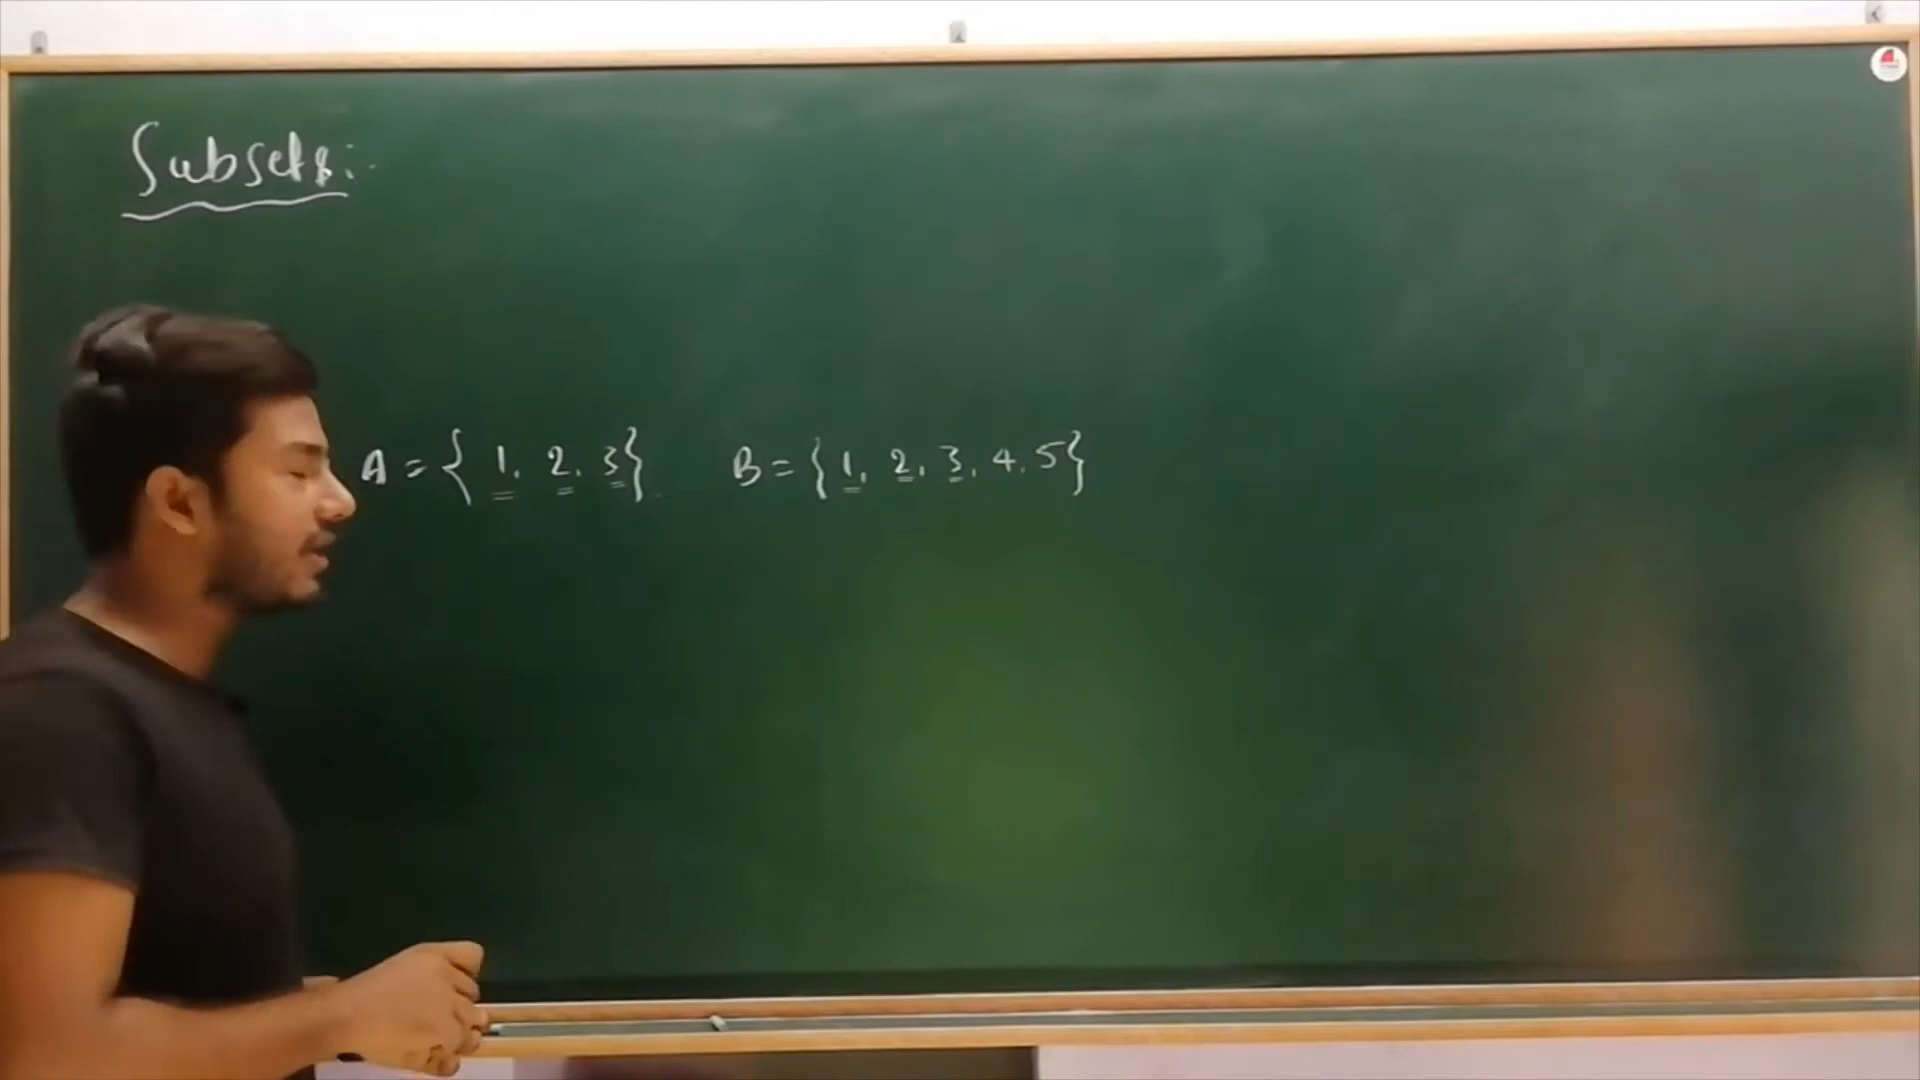 Subsets:-
A = { 1, 2, 3}. B = { 1, 2, 3, 4, 5}